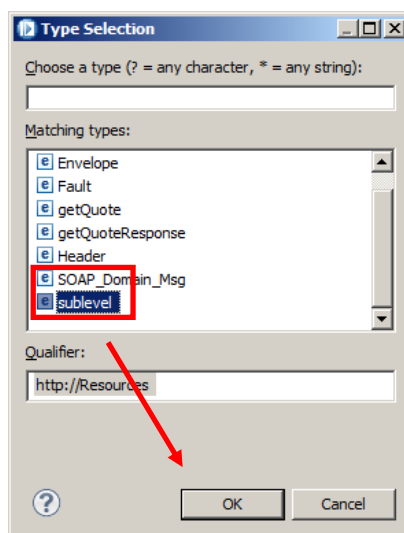 Type Selection
Choose a type (? = any character, * = any string):
Matching types:
Envelope
Fault
getQuote
getQuoteResponse
Header
SOAP_Domain_Msg
sublevel
Qualifier:
http://Resources
OK Cancel